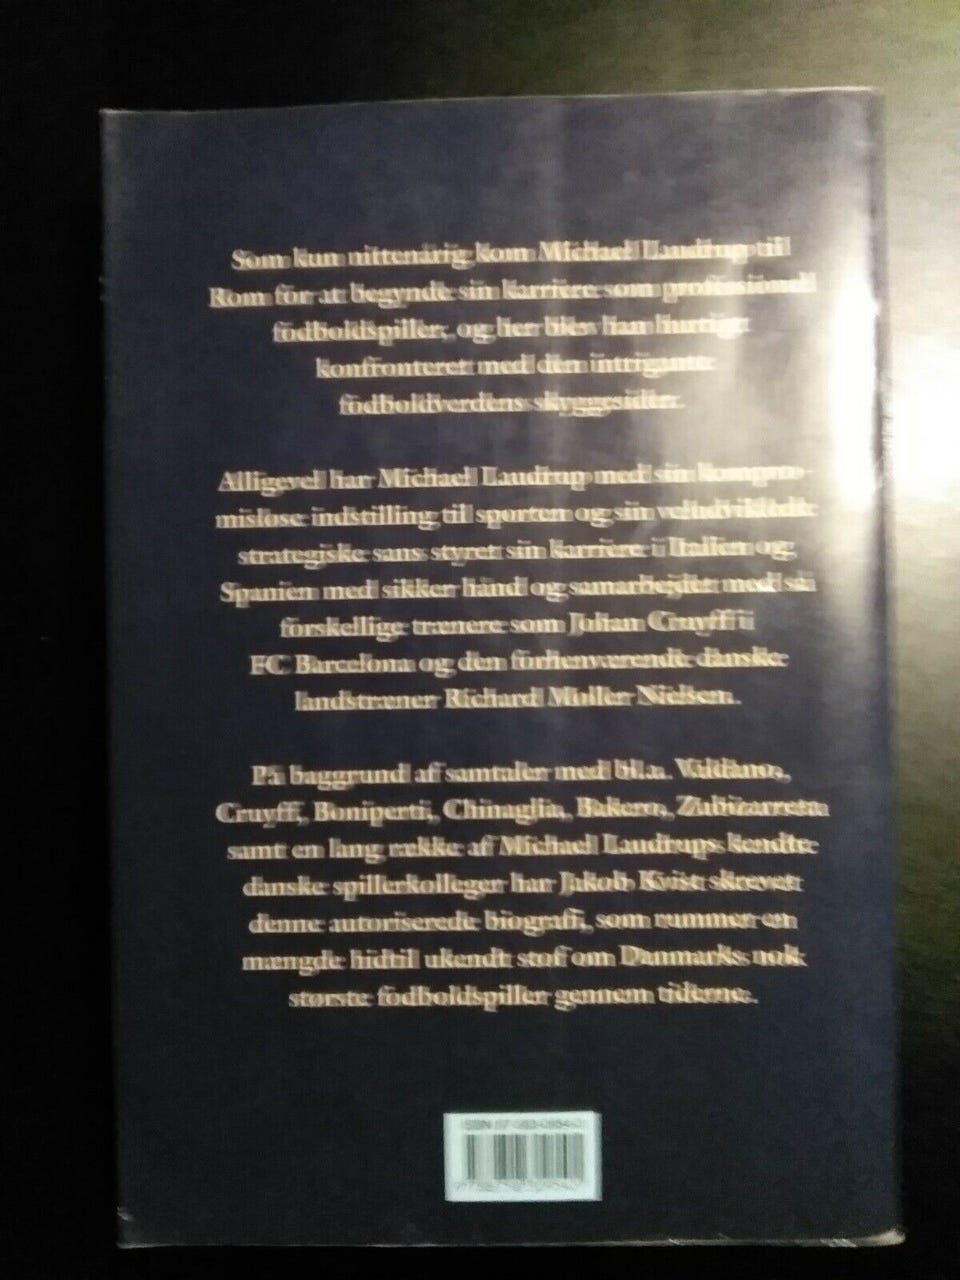 Som kun nittenårig kom Michael Laudrup til
Rom for at begynde sin karriere som professionel
fodboldspiller, og her blev han hurtigt
konfronteret med den intrigante
fodboldverdens skyggesider.
Alligevel har Michael Laudrup med sin kompro-
misløse indstilling til sporten og sin veludviklede
strategiske sans styret sin karriere i Italien og
Spanien med sikker hånd og samarbejdet med så
forskellige trænere som Johan Cruyff i
FC Barcelona og den forhenværende danske
landstræner Richard Møller Nielsen.
På baggrund af samtaler med bl.a. Valdano,
Cruyff, Boniperti, Chinaglia, Bakero, Zubizarreta
samt en lang række af Michael Laudrups kendte
danske spillerkolleger har Jakob Kvist skrevet
denne autoriserede biografi, som rummer en
mængde hidtil ukendt stof om Danmarks nok
største fodboldspiller gennem tiderne.
ISBN